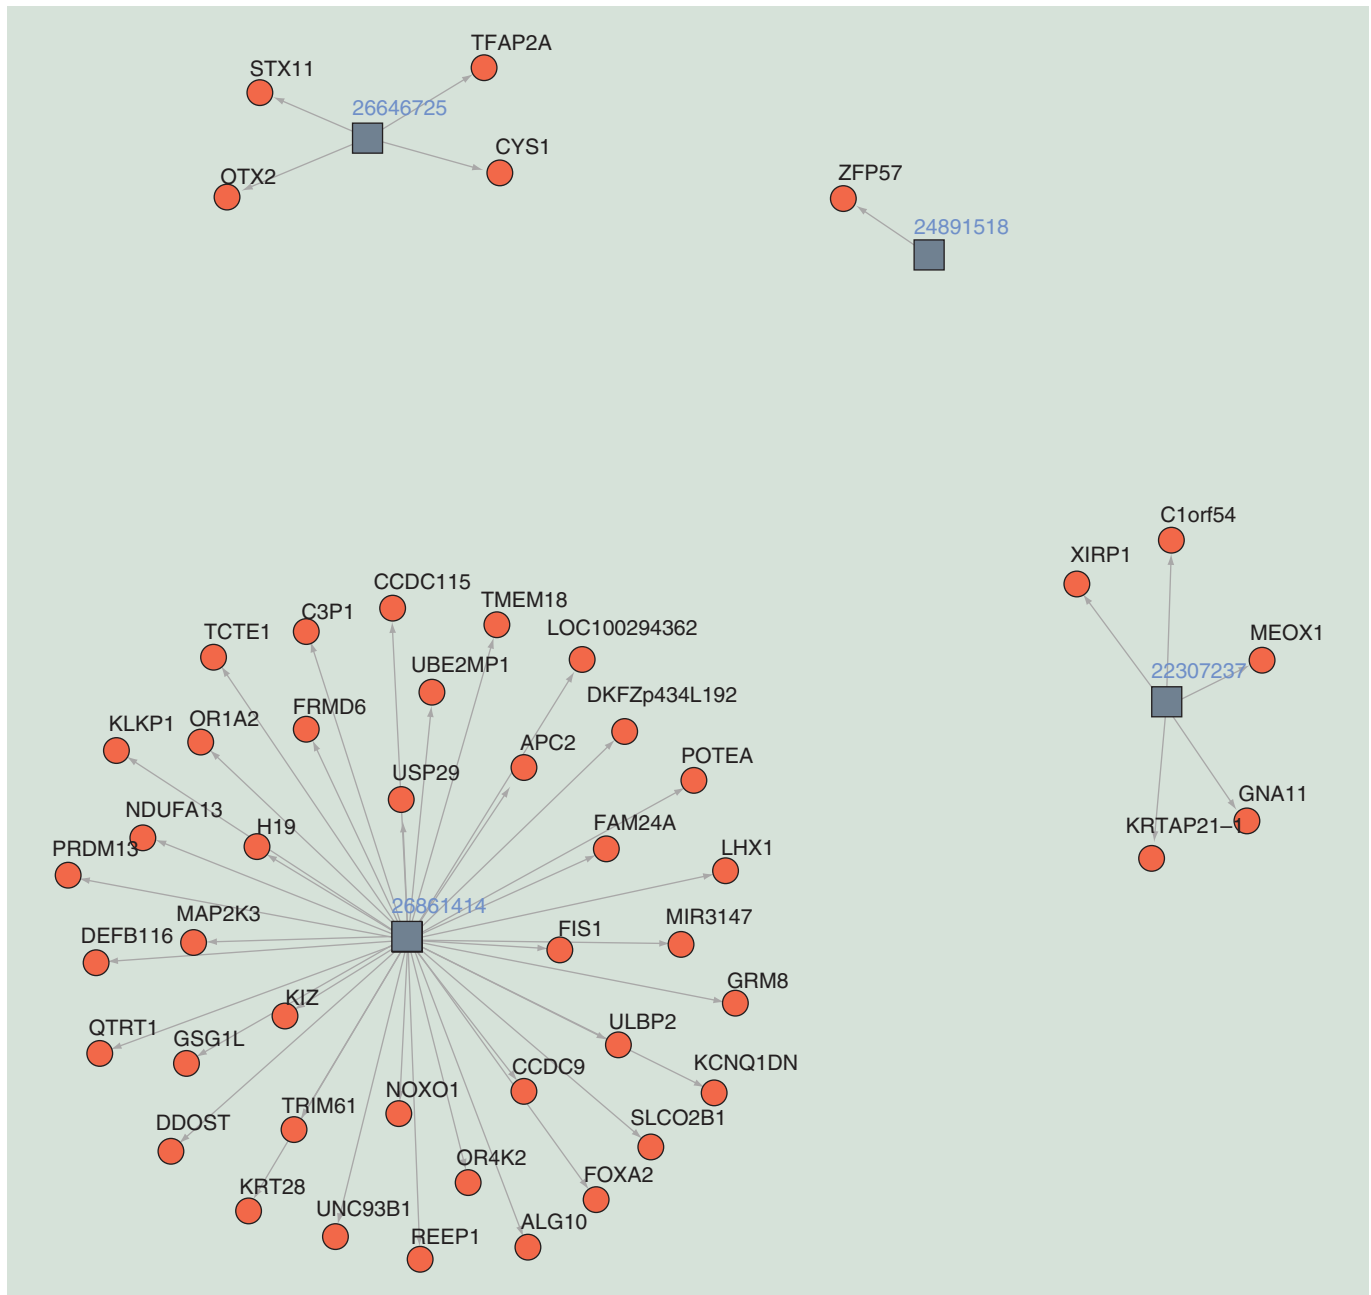 TFAP2A
STX11
26646725
CYS1
OTX2
ZFP57
24891518
C1orf54
XIRP1
MEOX1
22307237
GNA11
KRTAP21–1
CCDC115
TMEM18
C3P1
LOC100294362
TCTE1
UBE2MP1
DKFZp434L192
FRMD6
OR1A2
KLKP1
APC2
POTEA
USP29
NDUFA13
H19
FAM24A
PRDM13
LHX1
26861414
MAP2K3
MIR3147
FIS1
DEFB116
GRM8
KIZ
QTRT1
GSG1L
ULBP2
KCNQ1DN
CCDC9
NOXO1
TRIM61
SLCO2B1
DDOST
OR4K2
FOXA2
KRT28
UNC93B1
ALG10
REEP1